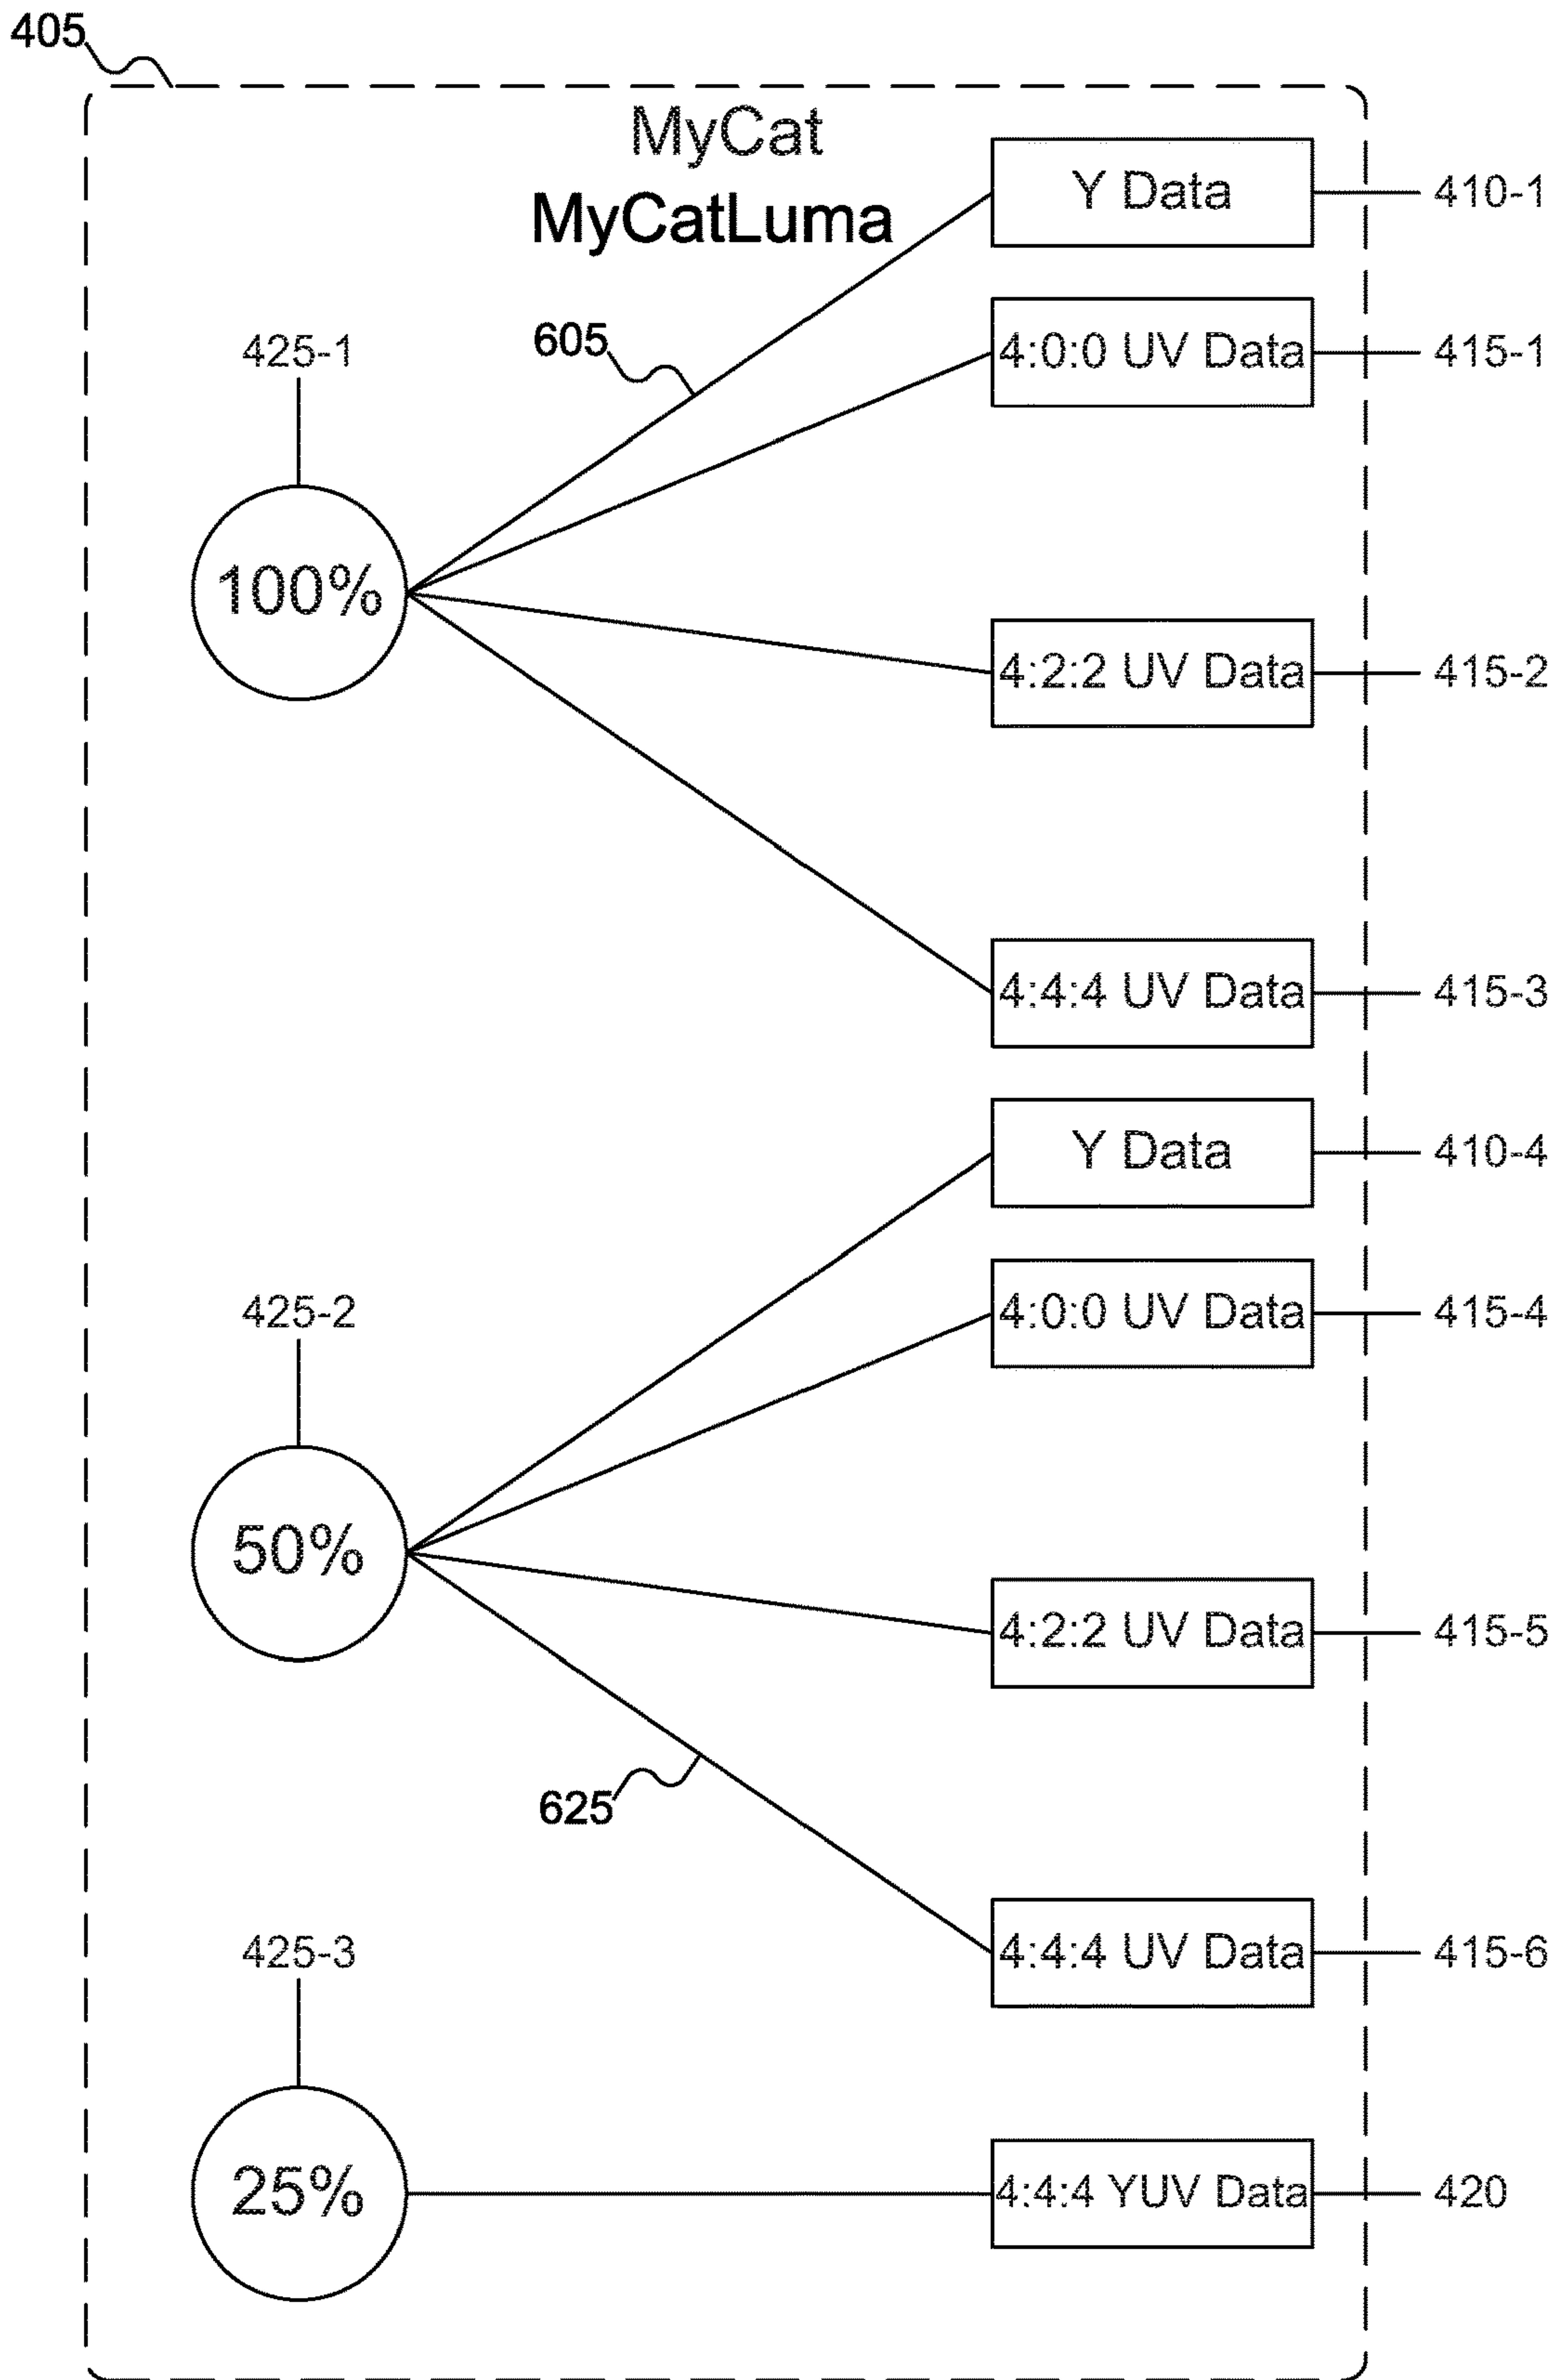 405
MyCat
MyCatLuma
Y Data
410-1
425-1
605
4:0:0 UV Data
415-1
100%
4:2:2 UV Data
415-2
4:4:4 UV Data
415-3
Y Data
410-4
425-2
4:0:0 UV Data
415-4
50%
4:2:2 UV Data
415-5
625
425-3
4:4:4 UV Data
415-6
25%
4:4:4 YUV Data
420